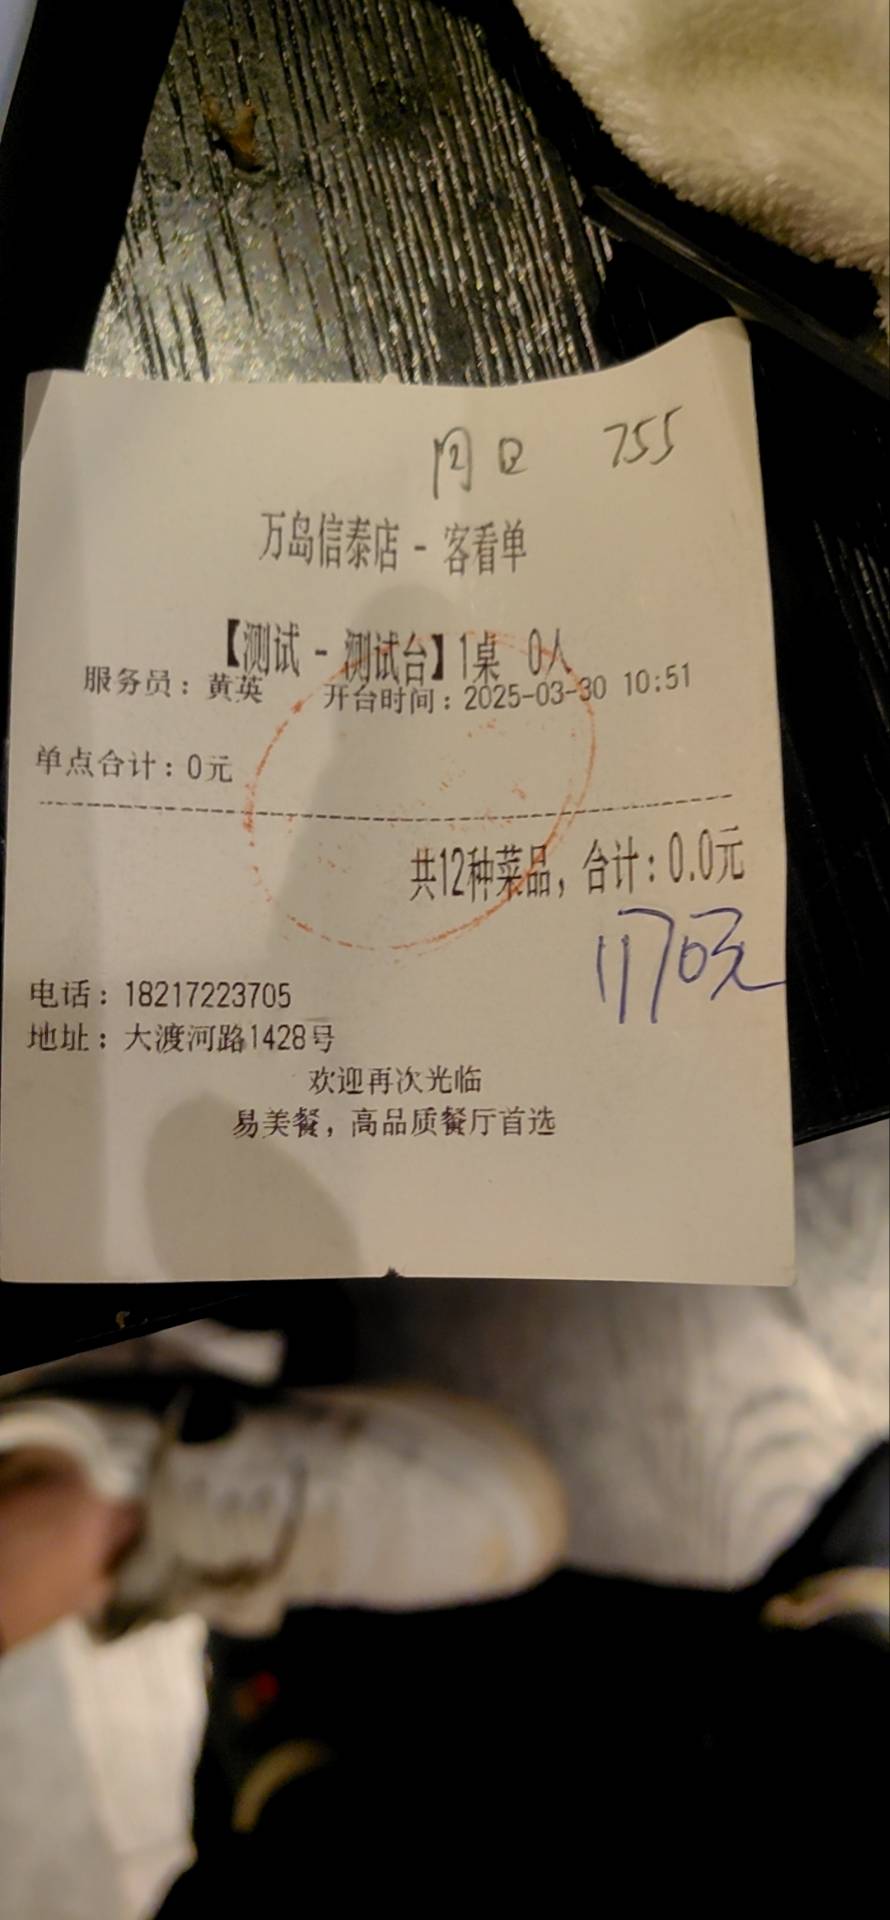 755
万岛信泰店 - 客看单
【测试 - 测试台】1桌 0人
服务员：黄英 开台时间：2025-03-30 10:51
单点合计：0元
共12种菜品，合计：0.0元
1170元
电话：18217223705
地址：大渡河路1428号
欢迎再次光临
易美餐，高品质餐厅首选